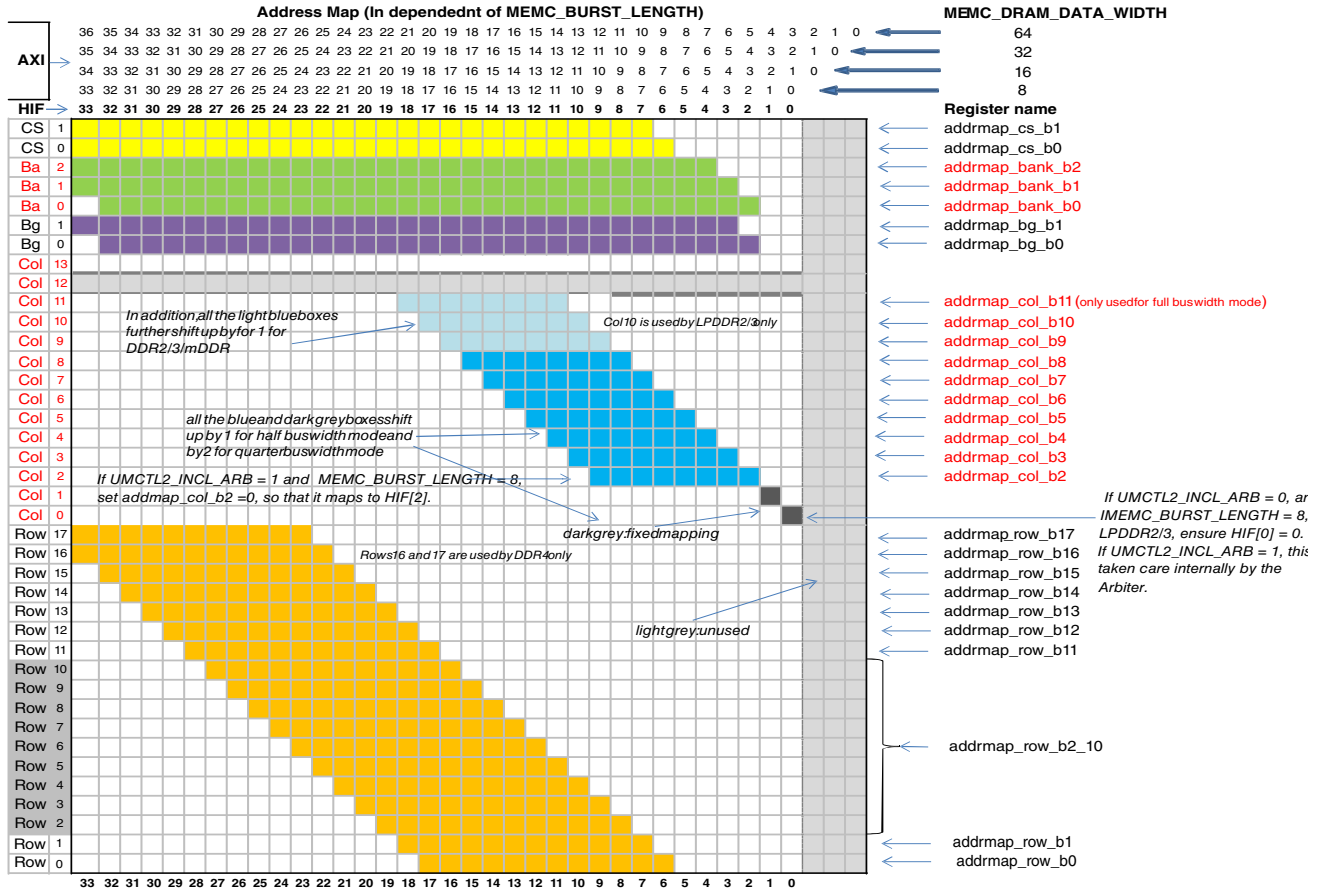 Address Map (In dependednt of MEMC_BURST_LENGTH)
MEMC_DRAM_DATA_WIDTH
36 35 34 33 32 31 30 29 28 27 26 25 24 23 22 21 20 19 18 17 16 15 14 13 12 11 10 9 8 7 6 5 4 3 2 1 0
64
35 34 33 32 31 30 29 28 27 26 25 24 23 22 21 20 19 18 17 16 15 14 13 12 11 10 9 8 7 6 5 4 3 2 1 0
32
AXI
34 33 32 31 30 29 28 27 26 25 24 23 22 21 20 19 18 17 16 15 14 13 12 11 10 9 8 7 6 5 4 3 2 1 0
16
33 32 31 30 29 28 27 26 25 24 23 22 21 20 19 18 17 16 15 14 13 12 11 10 9 8 7 6 5 4 3 2 1 0
8
HIF 33 32 31 30 29 28 27 26 25 24 23 22 21 20 19 18 17 16 15 14 13 12 11 10 9 8 7 6 5 4 3 2 1 0
Register name
CS 1 addrmap_cs_b1
CS 0 addrmap_cs_b0
Ba 2 addrmap_bank_b2
Ba 1 addrmap_bank_b1
Ba 0 addrmap_bank_b0
Bg 1 addrmap_bg_b1
Bg 0 addrmap_bg_b0
Col 13
Col 12
Col 11 addrmap_col_b11 (only usedfor full buswidth mode)
Col 10 addrmap_col_b10
Col 9 addrmap_col_b9
Col 8 addrmap_col_b8
Col 7 addrmap_col_b7
Col 6 addrmap_col_b6
Col 5 addrmap_col_b5
Col 4 addrmap_col_b4
Col 3 addrmap_col_b3
Col 2 addrmap_col_b2
Col 1
Col 0
In addition,all the lightblueboxes
furthershiftupbyfor 1 for
DDR2/3/mDDR
Col10 is usedby LPDDR2/3only
all the blueand darkgreyboxesshift
up by 1 for half buswidth modeand
by2 for quarterbuswidthmode
If UMCTL2_INCL_ARB = 1 and MEMC_BURST_LENGTH = 8,
set addmap_col_b2 =0, so that it maps to HIF[2].
darkgrey:fixedmapping
If UMCTL2_INCL_ARB = 0, ar
IMEMC_BURST_LENGTH = 8,
LPDDR2/3, ensure HIF[0] = 0.
If UMCTL2_INCL_ARB = 1, this
taken care internally by the
Arbiter.
Row 17 addrmap_row_b17
Row 16 Rows16 and 17 are usedby DDR4only addrmap_row_b16
Row 15 addrmap_row_b15
Row 14 addrmap_row_b14
Row 13 addrmap_row_b13
Row 12 lightgrey:unused addrmap_row_b12
Row 11 addrmap_row_b11
Row 10
Row 9
Row 8
Row 7
Row 6 addrmap_row_b2_10
Row 5
Row 4
Row 3
Row 2
Row 1 addrmap_row_b1
Row 0 addrmap_row_b0
33 32 31 30 29 28 27 26 25 24 23 22 21 20 19 18 17 16 15 14 13 12 11 10 9 8 7 6 5 4 3 2 1 0